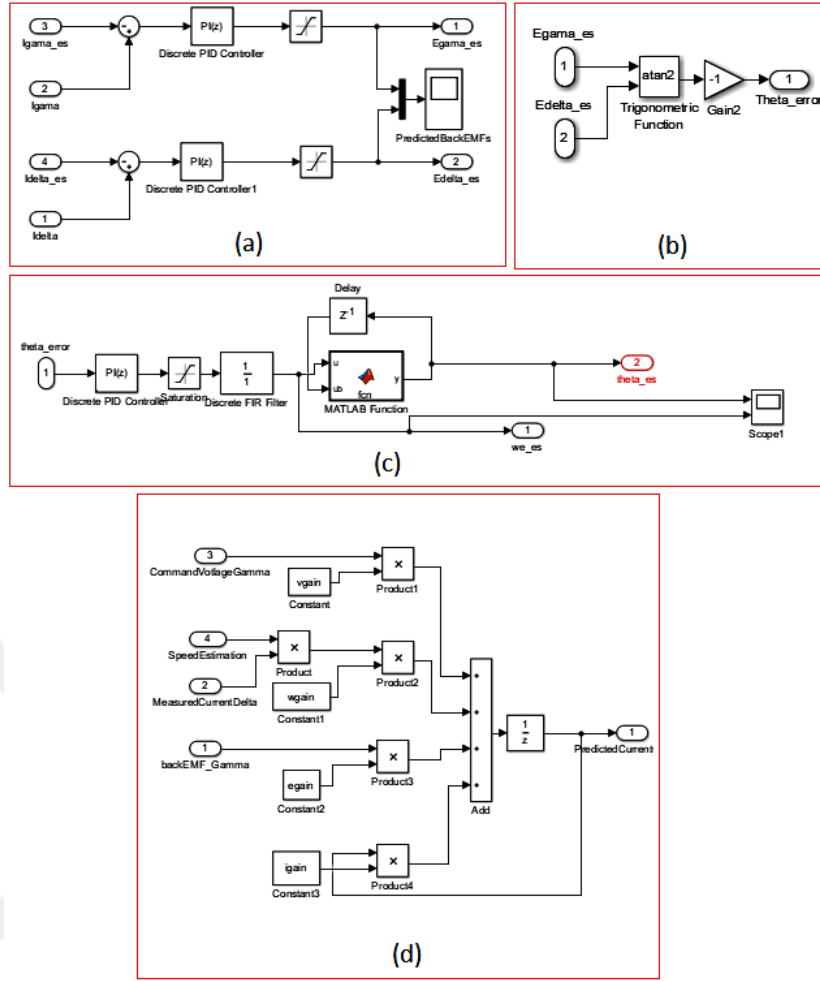 3
Igama_es
PI(z)
Discrete PID Controller
1
Egama_es
2
Igama
PredictedBackEMFs
4
Idelta_es
PI(z)
Discrete PID Controller1
2
Edelta_es
1
Idelta
(a)
Egama_es
1
Edelta_es
2
atan2
Trigonometric
Function
-1
Gain2
1
Theta_error
(b)
Delay
Z-1
theta_error
1
PI(z)
Discrete PID Controller
Saturation
1
1
Discrete FIR Filter
u
ub
y
fcn
MATLAB Function
2
theta_es
1
we_es
Scope1
(c)
3
CommandVotlageGamma
vgain
Constant
×
Product1
4
SpeedEstimation
×
Product
2
MeasuredCurrentDelta
wgain
Constant1
×
Product2
1
backEMF_Gamma
egain
Constant2
×
Product3
igain
Constant3
×
Product4
+
+
+
+
Add
1
z
1
PredictedCurrent
(d)